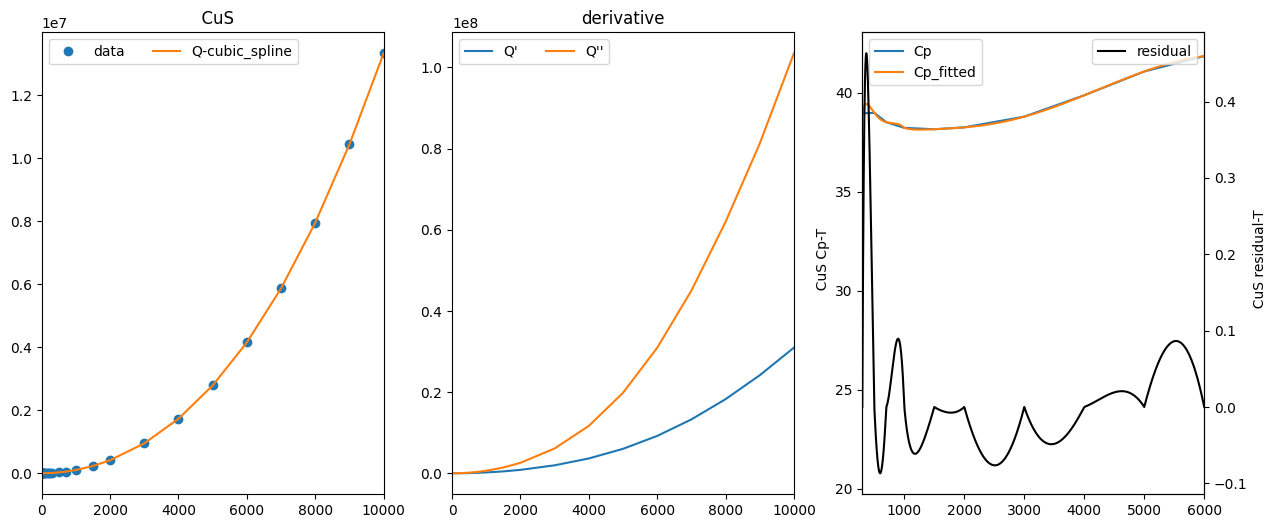 CuS
1e7
data
Q-cubic_spline
1.2
1.0
0.8
0.6
0.4
0.2
0.0
0 2000 4000 6000 8000 10000
derivative
1e8
Q'
Q''
1.0
0.8
0.6
0.4
0.2
0.0
0 2000 4000 6000 8000 10000
Cp
Cp_fitted
residual
CuS Cp-T
40
35
30
25
20
1000 2000 3000 4000 5000 6000
0.4
0.3
0.2
0.1
0.0
−0.1
CuS residual-T